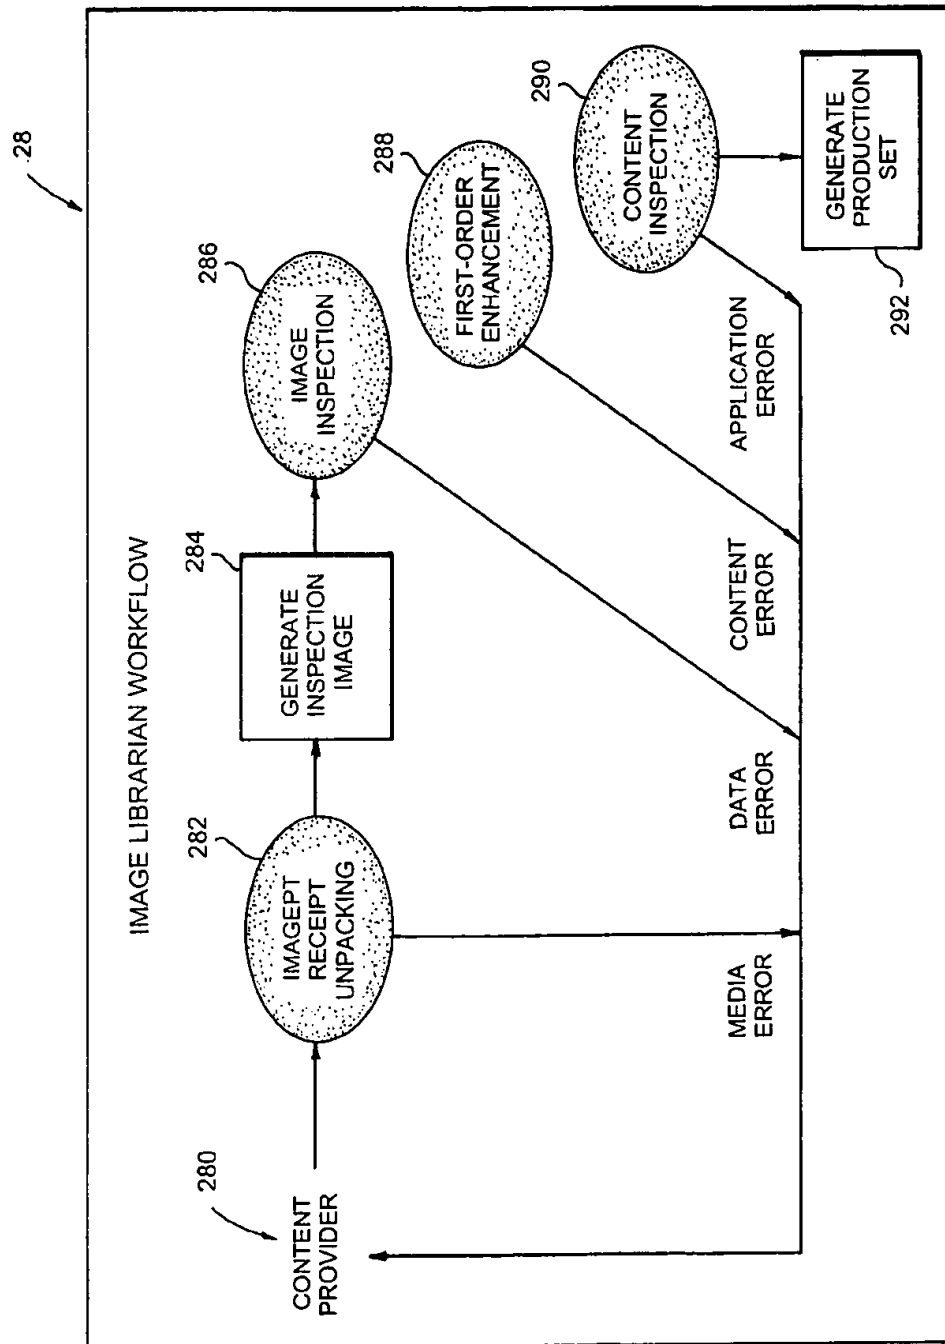 28
IMAGE LIBRARIAN WORKFLOW
280
CONTENT
PROVIDER
282
IMAGEPT
RECEIPT
UNPACKING
284
GENERATE
INSPECTION
IMAGE
286
IMAGE
INSPECTION
288
FIRST-ORDER
ENHANCEMENT
290
CONTENT
INSPECTION
MEDIA
ERROR
DATA
ERROR
CONTENT
ERROR
APPLICATION
ERROR
GENERATE
PRODUCTION
SET
292